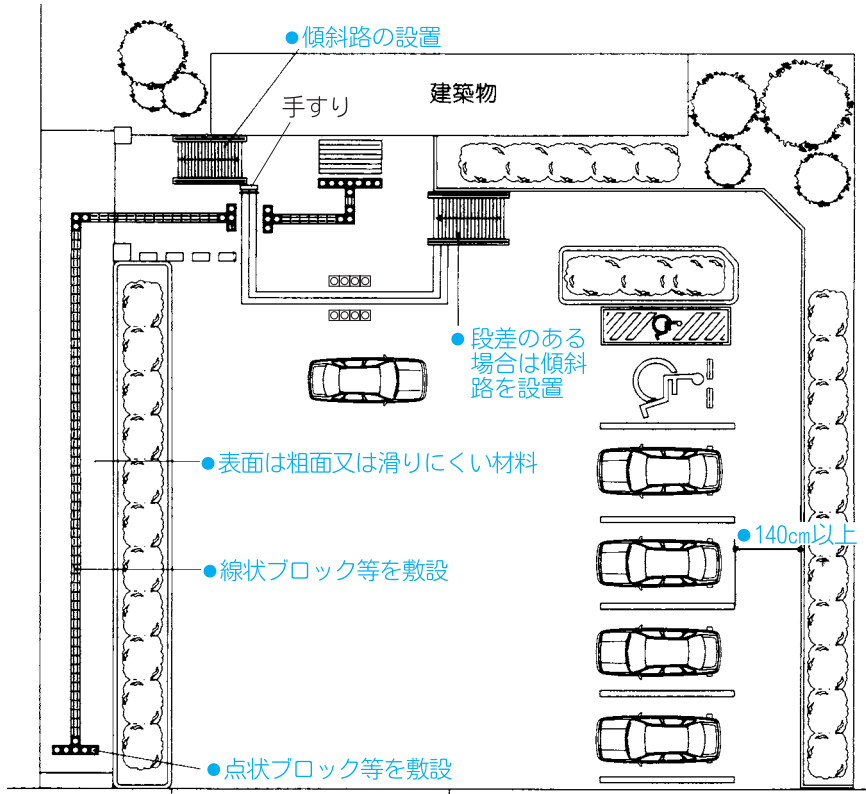 ●傾斜路の設置
建築物
手すり
●段差のある
場合は傾斜
路を設置
●表面は粗面又は滑りにくい材料
●140cm以上
●線状ブロック等を敷設
●点状ブロック等を敷設